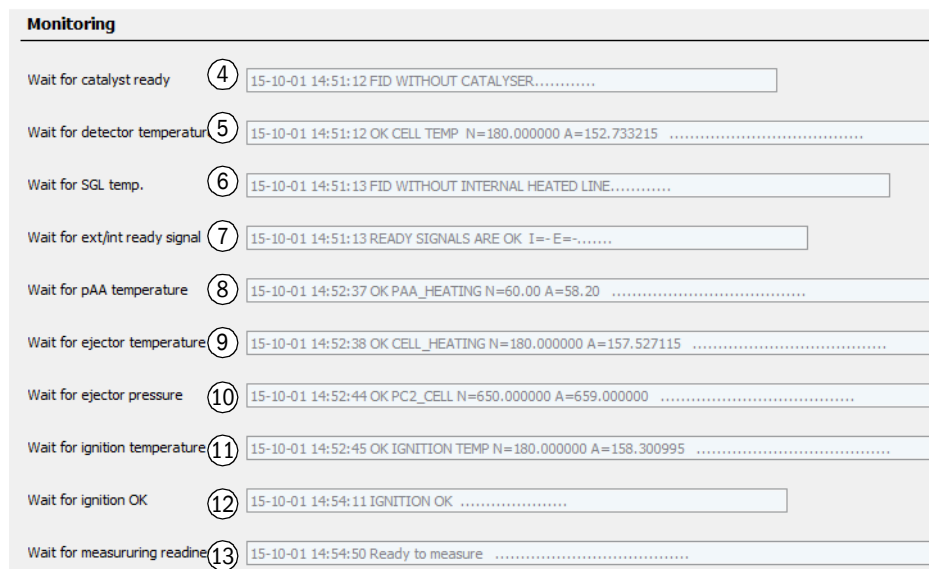 Monitoring
Wait for catalyst ready 4 15-10-01 14:51:12 FID WITHOUT CATALYSER............
Wait for detector temperatur 5 15-10-01 14:51:12 OK CELL TEMP N=180.000000 A=152.733215 .......................................
Wait for SGL temp. 6 15-10-01 14:51:13 FID WITHOUT INTERNAL HEATED LINE............
Wait for ext/int ready signal 7 15-10-01 14:51:13 READY SIGNALS ARE OK I=- E=-.......
Wait for pAA temperature 8 15-10-01 14:52:37 OK PAA_HEATING N=60.00 A=58.20 .......................................
Wait for ejector temperature 9 15-10-01 14:52:38 OK CELL_HEATING N=180.000000 A=157.527115 .......................................
Wait for ejector pressure 10 15-10-01 14:52:44 OK PC2_CELL N=650.000000 A=659.000000 .......................................
Wait for ignition temperature 11 15-10-01 14:52:45 OK IGNITION TEMP N=180.000000 A=158.300995 .......................................
Wait for ignition OK 12 15-10-01 14:54:11 IGNITION OK .....................
Wait for measururing readine 13 15-10-01 14:54:50 Ready to measure .......................................